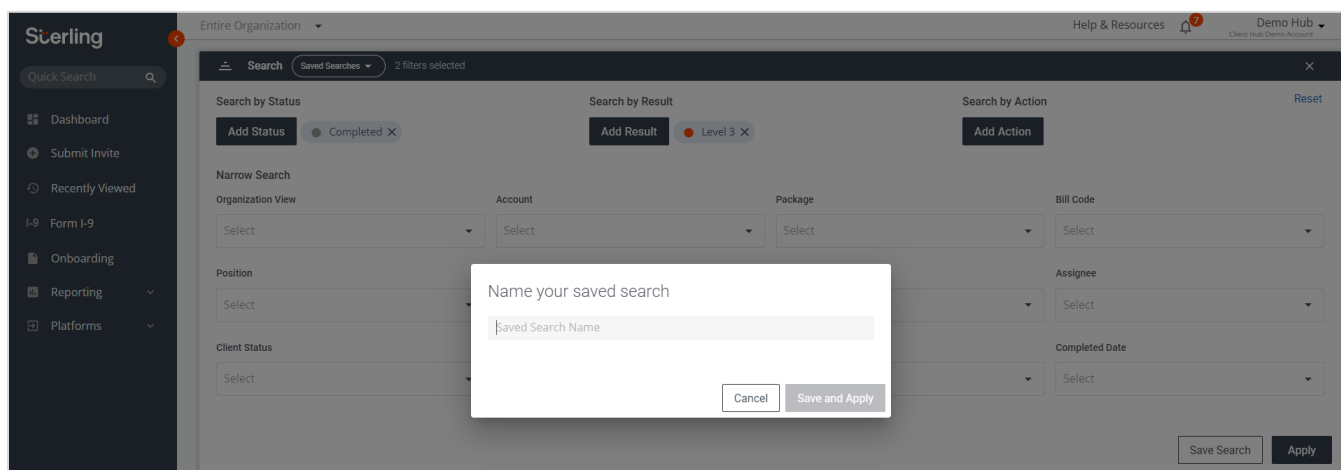 Sterling
Entire Organization
Help & Resources
7
Demo Hub
Client Hub Demo Account
Quick Search
Dashboard
Submit Invite
Recently Viewed
I-9 Form I-9
Onboarding
Reporting
Platforms
Search Saved Searches 2 filters selected
Search by Status Search by Result Search by Action Reset
Add Status Completed Add Result Level 3 Add Action
Narrow Search
Organization View Account Package Bill Code
Select Select Select Select
Position Assignee
Select Select
Client Status Completed Date
Select Select
Name your saved search
Saved Search Name
Cancel Save and Apply
Save Search Apply